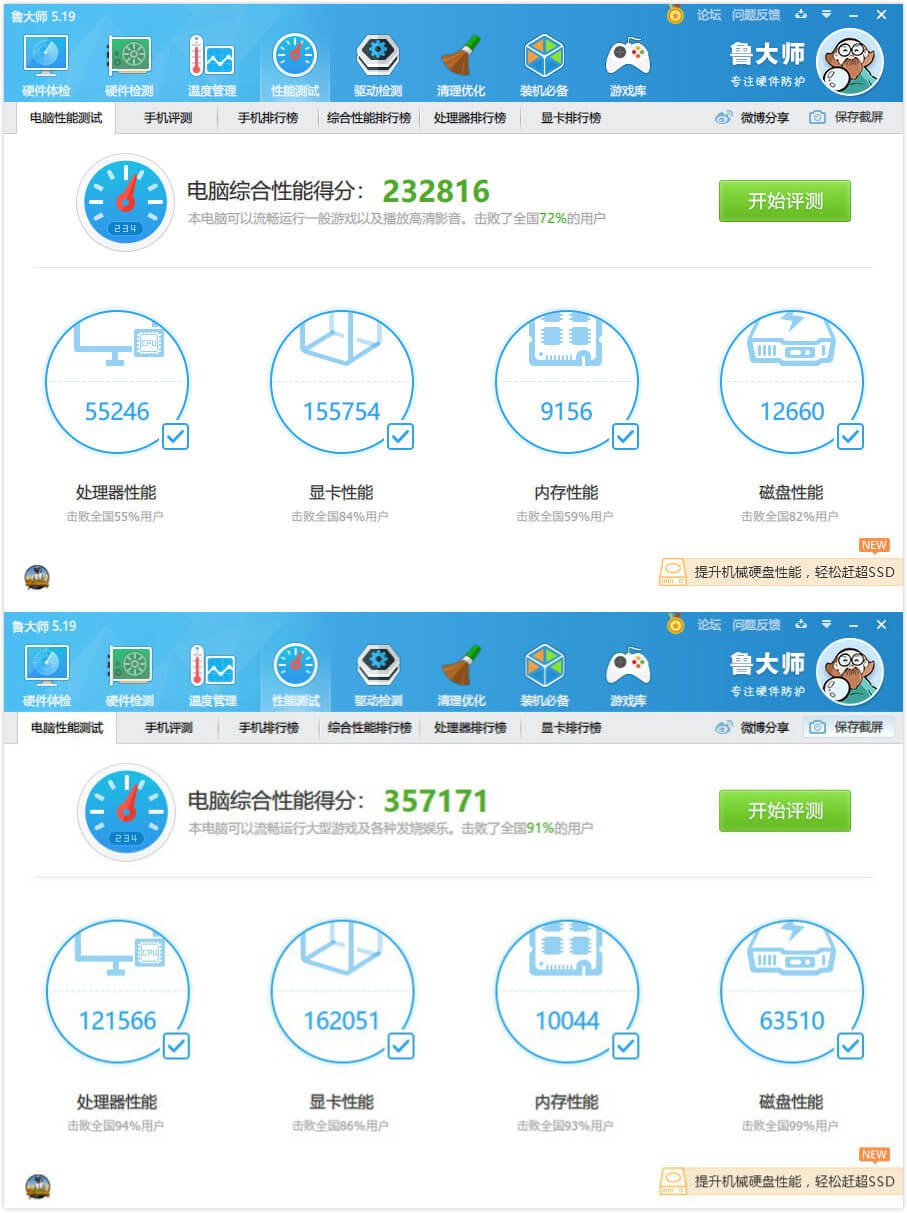 鲁大师 5.19
论坛 问题反馈
硬件体检 硬件检测 温度管理 性能测试 驱动检测 清理优化 装机必备 游戏库
鲁大师
专注硬件防护
电脑性能测试 手机评测 手机排行榜 综合性能排行榜 处理器排行榜 显卡排行榜 微博分享 保存截屏
电脑综合性能得分： 232816
本电脑可以流畅运行一般游戏以及播放高清影音。击败了全国72%的用户
开始评测
234
CPU
55246 155754 9156 12660
处理器性能 显卡性能 内存性能 磁盘性能
击败全国55%用户 击败全国84%用户 击败全国59%用户 击败全国82%用户
NEW
提升机械硬盘性能，轻松赶超SSD
鲁大师 5.19
论坛 问题反馈
硬件体检 硬件检测 温度管理 性能测试 驱动检测 清理优化 装机必备 游戏库
鲁大师
专注硬件防护
电脑性能测试 手机评测 手机排行榜 综合性能排行榜 处理器排行榜 显卡排行榜 微博分享 保存截屏
电脑综合性能得分： 357171
本电脑可以流畅运行大型游戏及各种发烧娱乐。击败了全国91%的用户
开始评测
234
CPU
121566 162051 10044 63510
处理器性能 显卡性能 内存性能 磁盘性能
击败全国94%用户 击败全国86%用户 击败全国93%用户 击败全国99%用户
NEW
提升机械硬盘性能，轻松赶超SSD